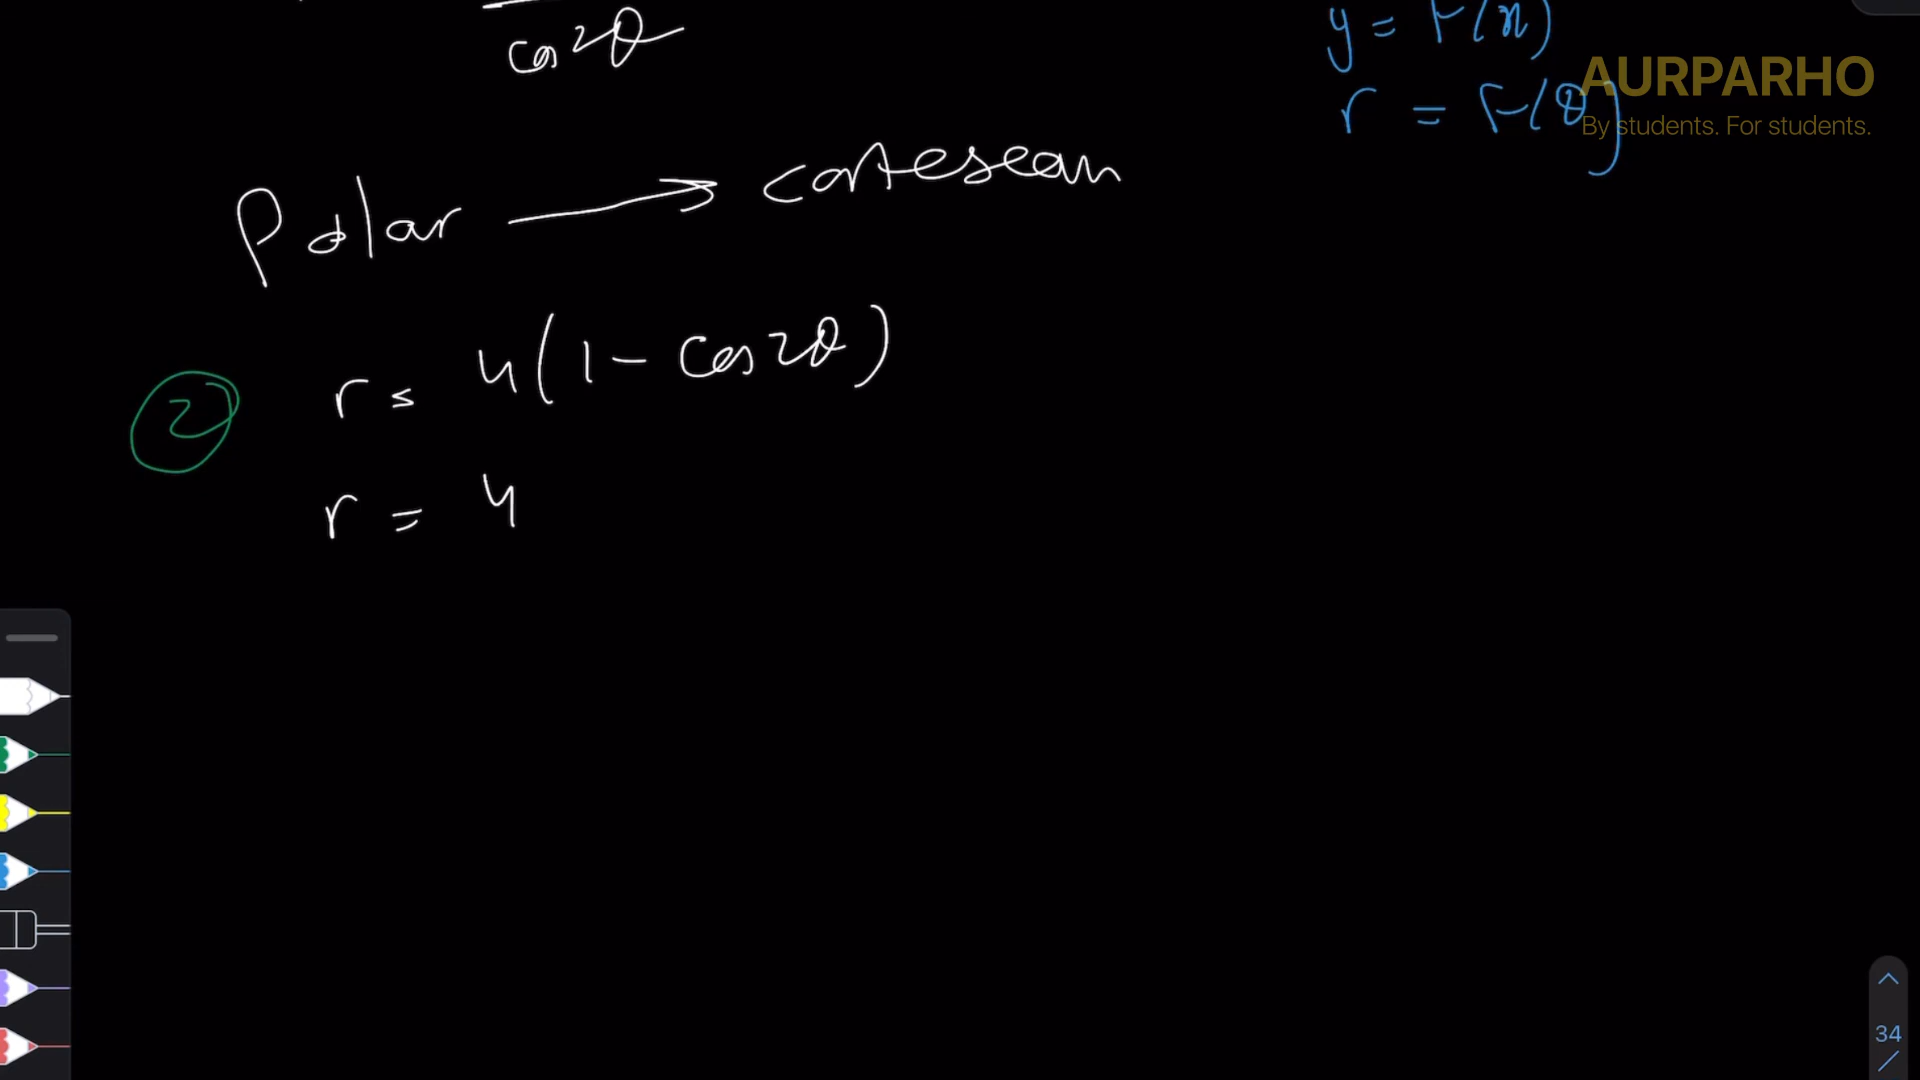 cos2θ
y = F(x)
AURPARHO
r = F(θ)
By students. For students.
Polar → cartesean
② r = 4(1 - cos2θ)
r = 4
34